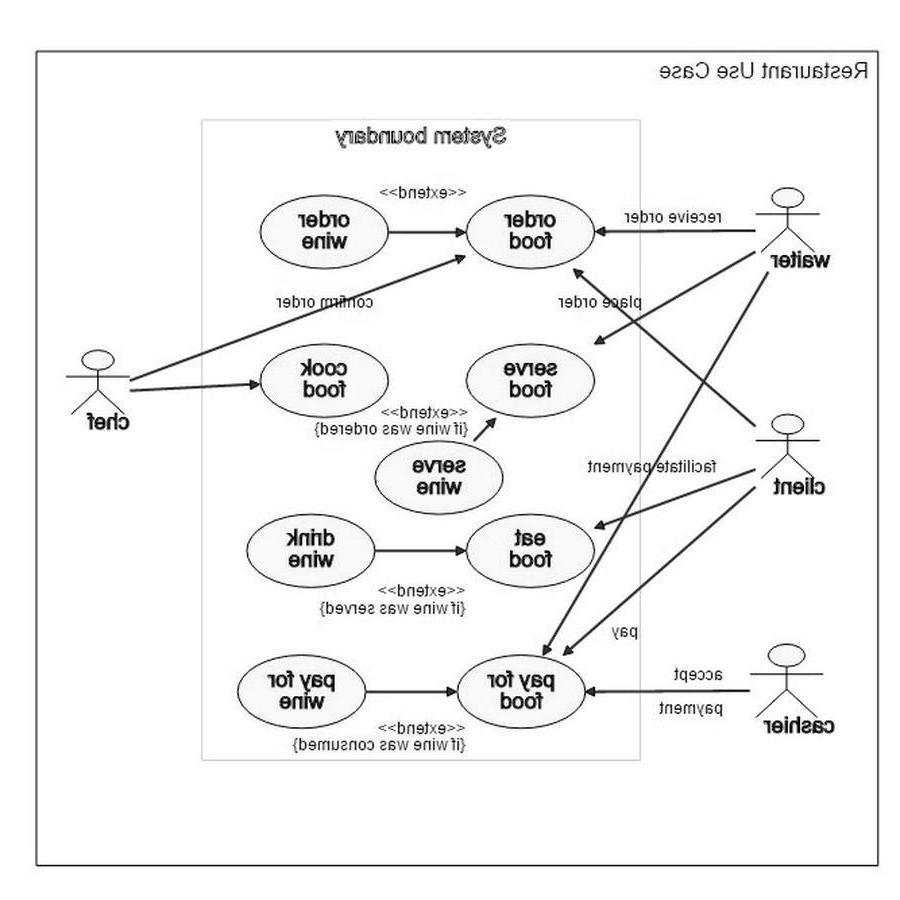 Restaurant Use Case
System boundary
<<extend>>
order
food
order
wine
receive order
waiter
confirm order
place order
chef
cook
food
serve
food
<<extend>>
{if wine was ordered}
serve
wine
facilitate payment
client
drink
wine
eat
food
<<extend>>
{if wine was served}
pay
accept
payment
pay for
food
pay for
wine
cashier
<<extend>>
{if wine was consumed}